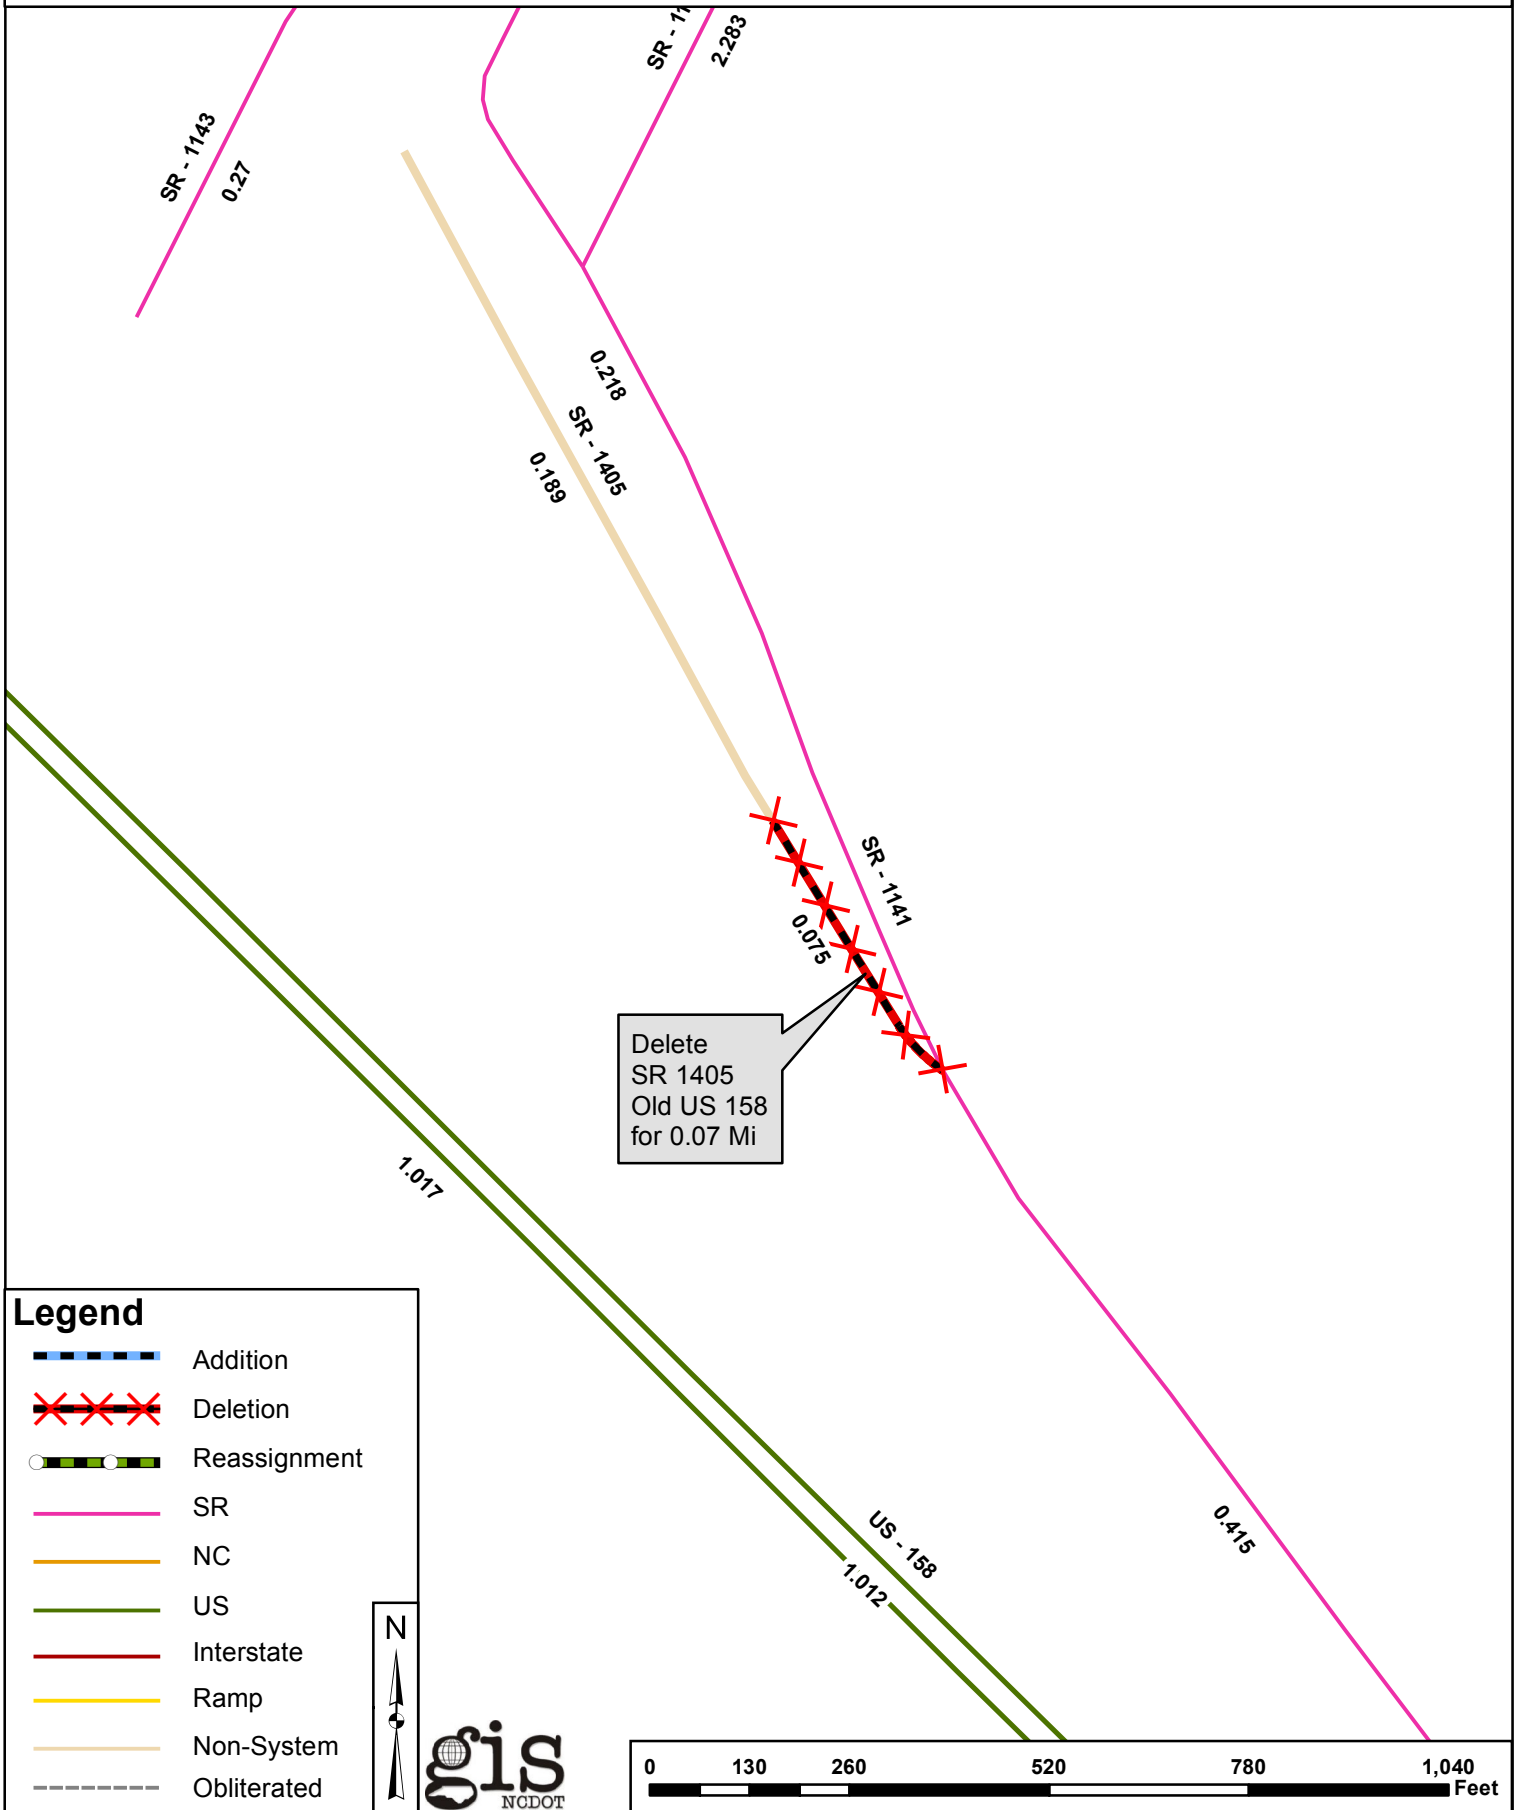 SR - 11
2.283
SR - 1143
0.27
0.218
SR - 1405
0.189
SR - 1141
0.075
Delete
SR 1405
Old US 158
for 0.07 Mi
1.017
US - 158
1.012
0.415
Legend
Addition
Deletion
Reassignment
SR
NC
US
Interstate
Ramp
Non-System
Obliterated
N
gis
NCDOT
0 130 260 520 780 1,040
Feet